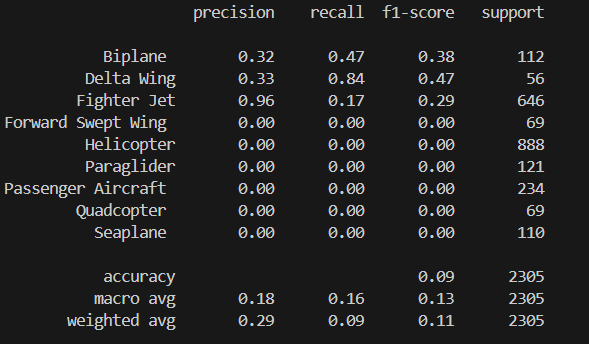 precision recall f1-score support
Biplane 0.32 0.47 0.38 112
Delta Wing 0.33 0.84 0.47 56
Fighter Jet 0.96 0.17 0.29 646
Forward Swept Wing 0.00 0.00 0.00 69
Helicopter 0.00 0.00 0.00 888
Paraglider 0.00 0.00 0.00 121
Passenger Aircraft 0.00 0.00 0.00 234
Quadcopter 0.00 0.00 0.00 69
Seaplane 0.00 0.00 0.00 110
accuracy 0.09 2305
macro avg 0.18 0.16 0.13 2305
weighted avg 0.29 0.09 0.11 2305